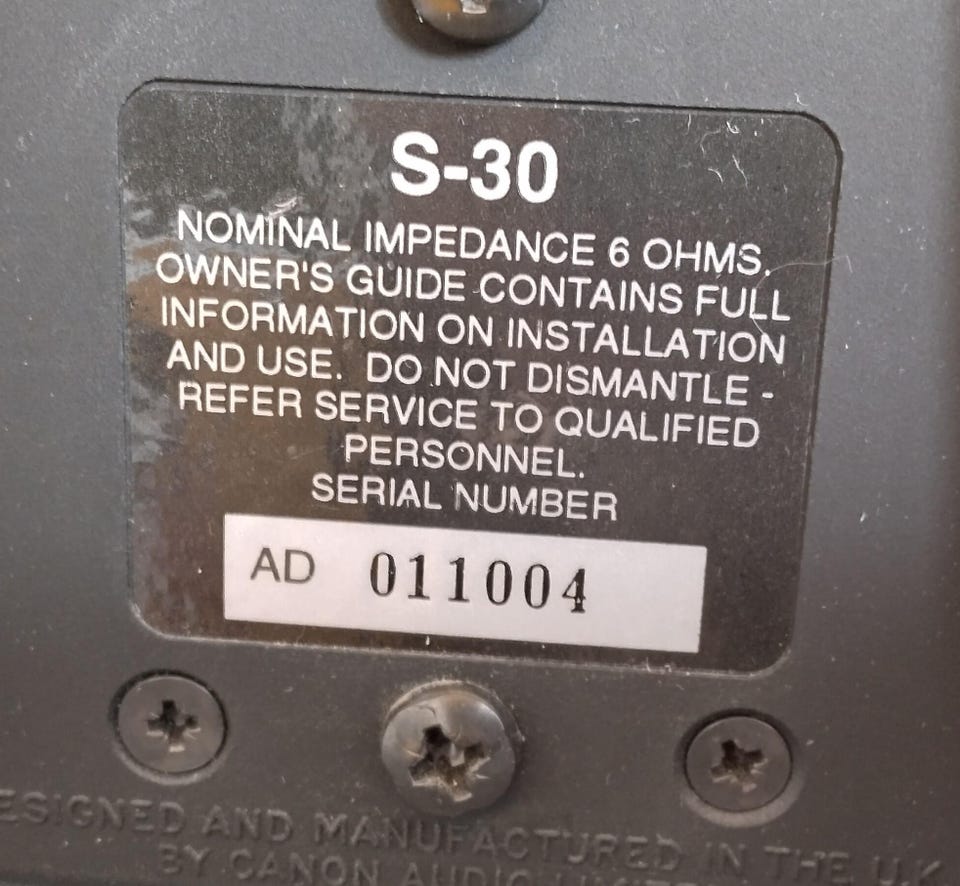 S-30
NOMINAL IMPEDANCE 6 OHMS.
OWNER'S GUIDE CONTAINS FULL
INFORMATION ON INSTALLATION
AND USE. DO NOT DISMANTLE -
REFER SERVICE TO QUALIFIED
PERSONNEL.
SERIAL NUMBER
AD 011004
ESIGNED AND MANUFACTURED IN THE U.K
BY CANON AUDIO